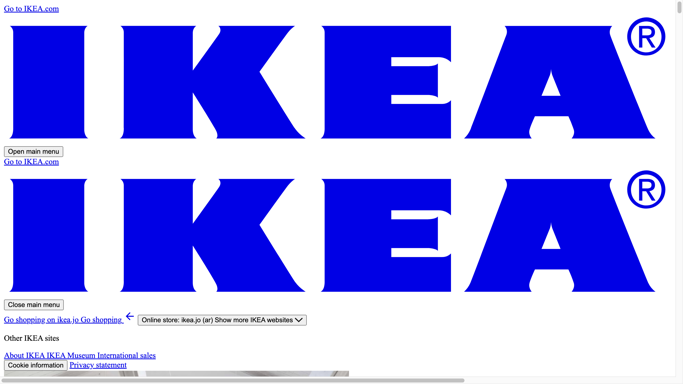 Go to IKEA.com
IKEA®
Open main menu
Go to IKEA.com
IKEA®
Close main menu
Go shopping on ikea.jo Go shopping
Online store: ikea.jo (ar) Show more IKEA websites
Other IKEA sites
About IKEA IKEA Museum International sales
Cookie information Privacy statement